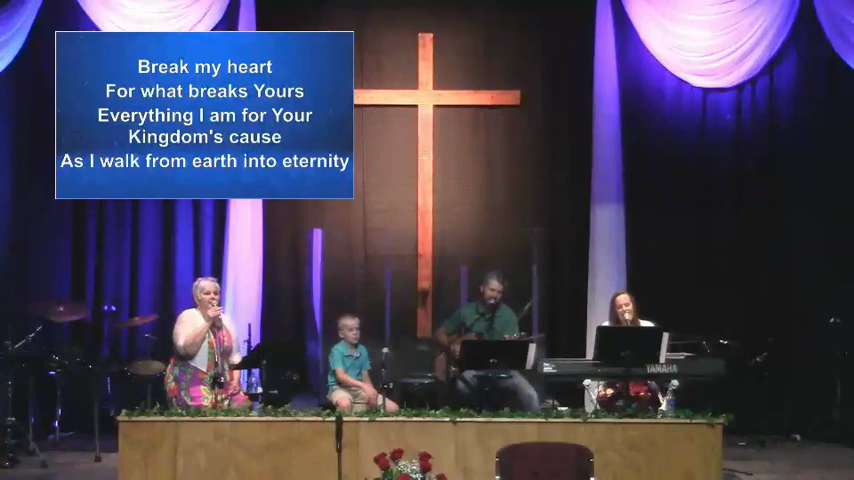 Break my heart
For what breaks Yours
Everything I am for Your
Kingdom's cause
As I walk from earth into eternity
YAMAHA